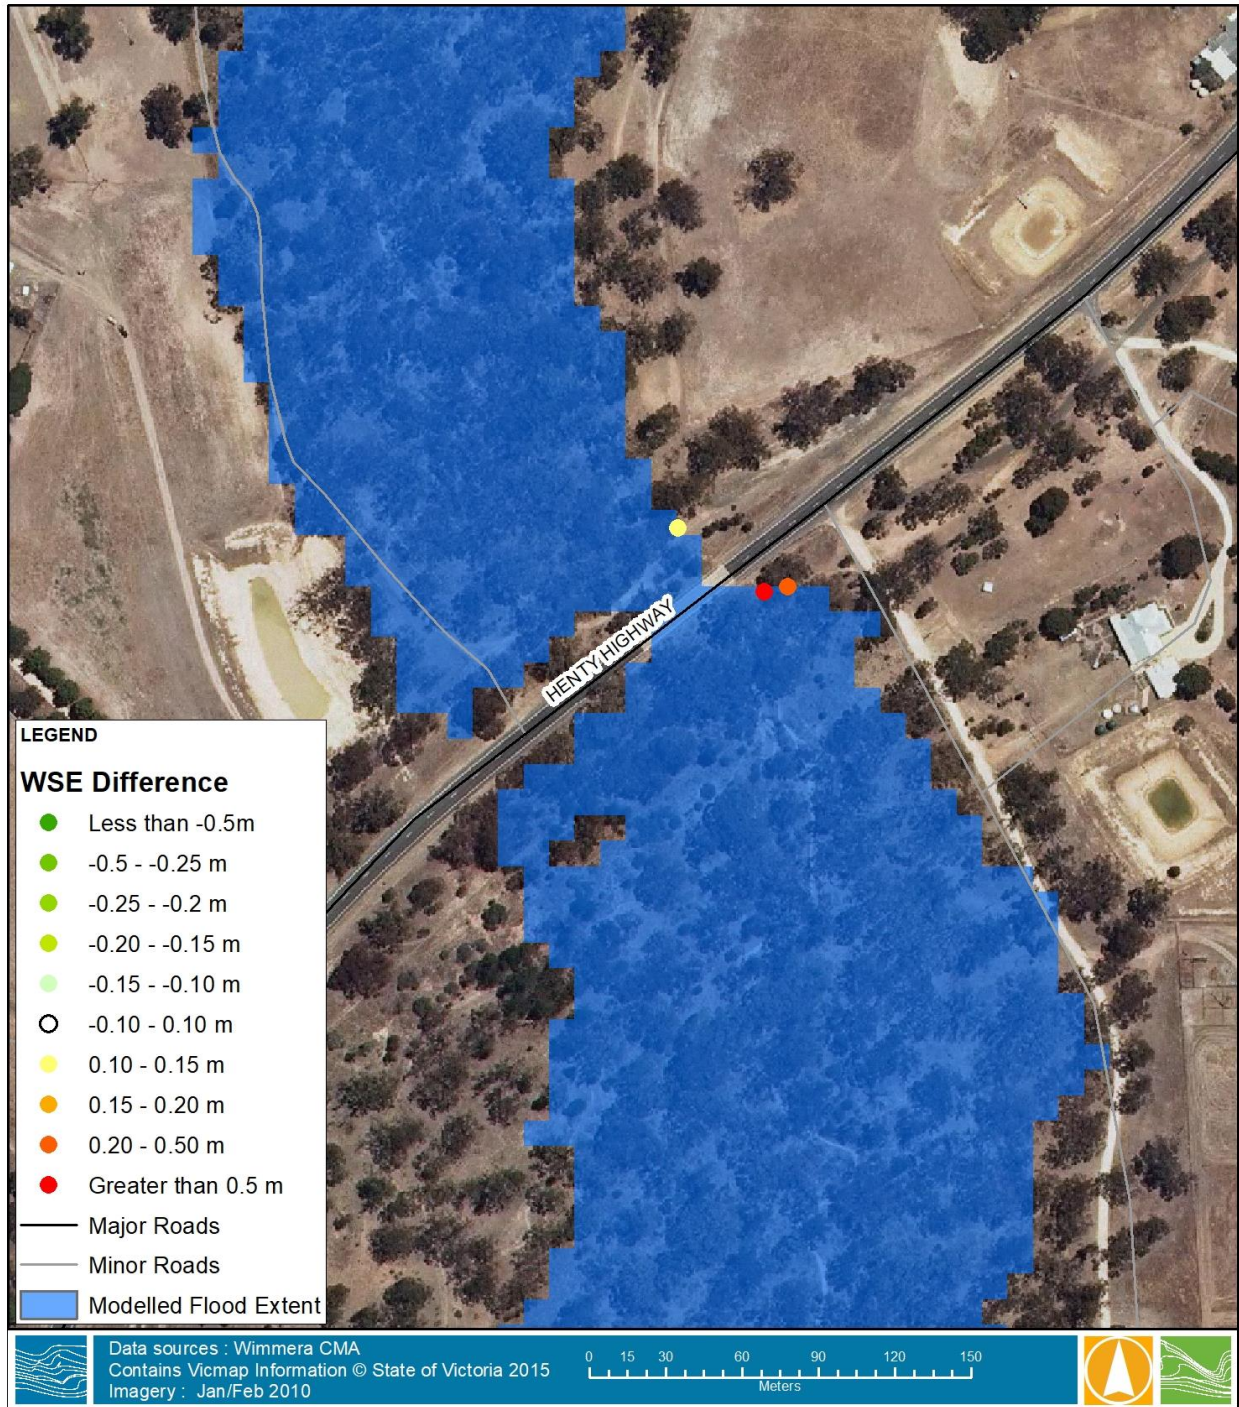 HENTY HIGHWAY
LEGEND
WSE Difference
Less than -0.5m
-0.5 - -0.25 m
-0.25 - -0.2 m
-0.20 - -0.15 m
-0.15 - -0.10 m
-0.10 - 0.10 m
0.10 - 0.15 m
0.15 - 0.20 m
0.20 - 0.50 m
Greater than 0.5 m
Major Roads
Minor Roads
Modelled Flood Extent
Data sources : Wimmera CMA
Contains Vicmap Information © State of Victoria 2015
Imagery : Jan/Feb 2010
0 15 30 60 90 120 150
Meters